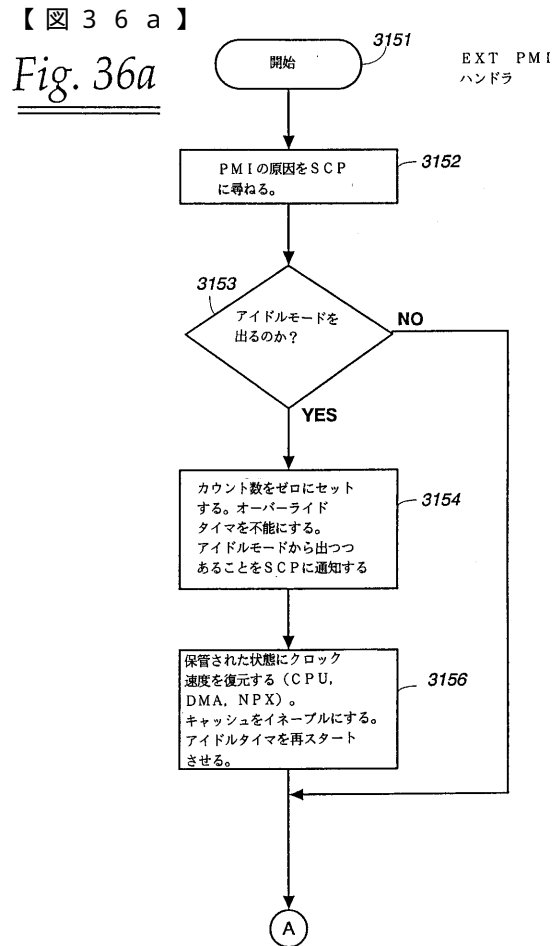 【図36a】
Fig. 36a
開始
3151
EXT PMI
ハンドラ
PMIの原因をSCP
に尋ねる。
3152
3153
アイドルモードを
出るのか?
NO
YES
カウント数をゼロにセット
する。オーバーライド
タイマを不能にする。
アイドルモードから出つつ
あることをSCPに通知する
3154
保管された状態にクロック
速度を復元する(CPU,
DMA, NPX)。
キャッシュをイネーブルにする。
アイドルタイマを再スタート
させる。
3156
A